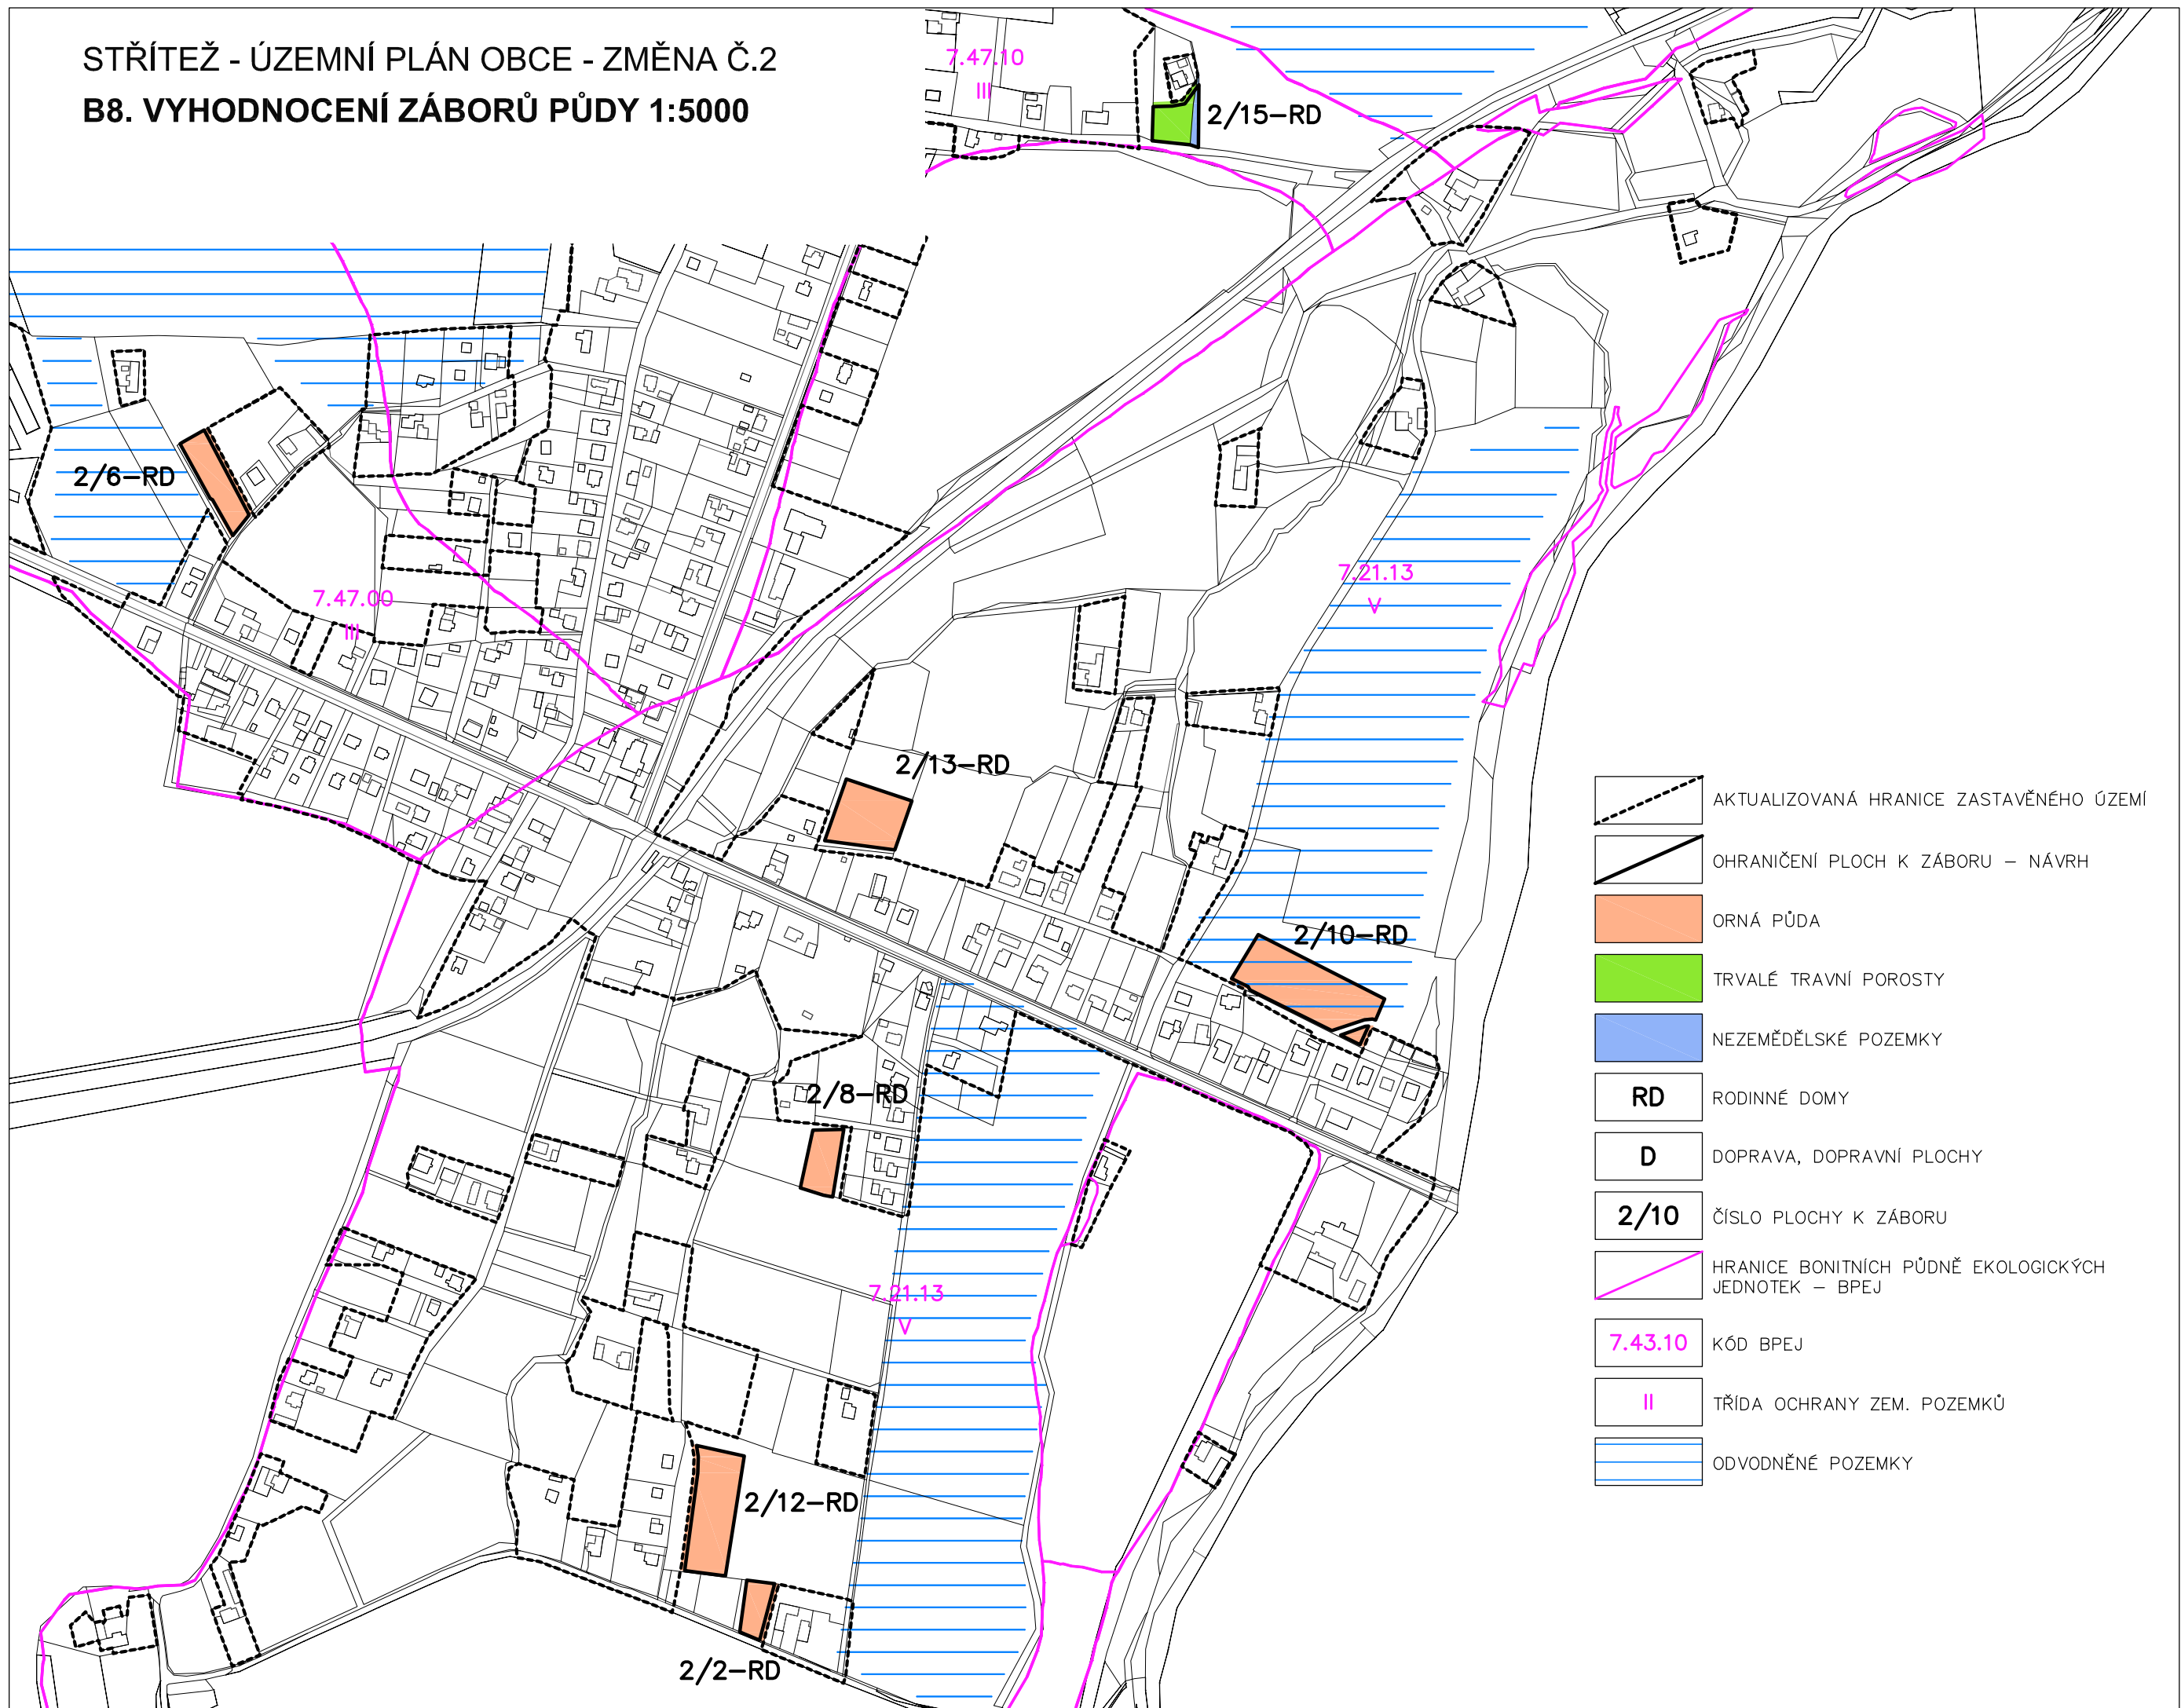 STŘÍTEŽ - ÚZEMNÍ PLÁN OBCE - ZMĚNA Č.2
B8. VYHODNOCENÍ ZÁBORŮ PŮDY 1:5000
7.47.10
III
2/15-RD
2/6-RD
7.47.00
III
7.21.13
V
2/13-RD
2/10-RD
2/8-RD
7.21.13
V
2/12-RD
2/2-RD
AKTUALIZOVANÁ HRANICE ZASTAVĚNÉHO ÚZEMÍ
OHRANIČENÍ PLOCH K ZÁBORU – NÁVRH
ORNÁ PŮDA
TRVALÉ TRAVNÍ POROSTY
NEZEMĚDĚLSKÉ POZEMKY
RD RODINNÉ DOMY
D DOPRAVA, DOPRAVNÍ PLOCHY
2/10 ČÍSLO PLOCHY K ZÁBORU
HRANICE BONITNÍCH PŮDNĚ EKOLOGICKÝCH
JEDNOTEK – BPEJ
7.43.10 KÓD BPEJ
II TŘÍDA OCHRANY ZEM. POZEMKŮ
ODVODNĚNÉ POZEMKY